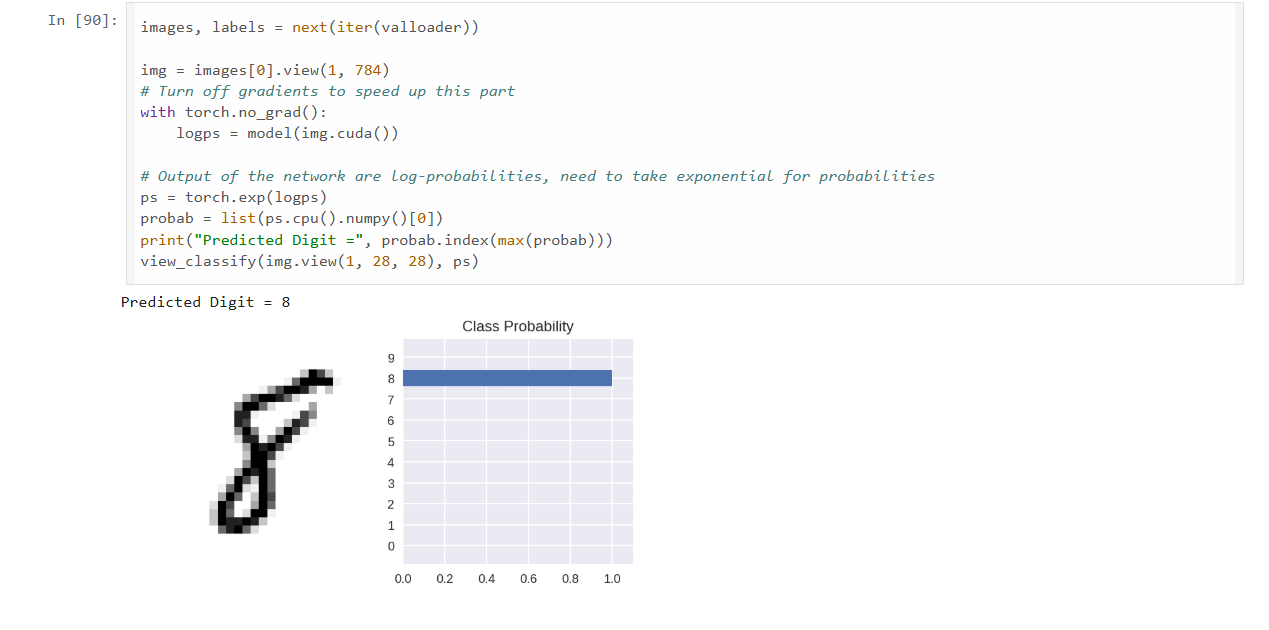 In [90]:
images, labels = next(iter(valloader))
img = images[0].view(1, 784)
# Turn off gradients to speed up this part
with torch.no_grad():
    logps = model(img.cuda())
# Output of the network are log-probabilities, need to take exponential for probabilities
ps = torch.exp(logps)
probab = list(ps.cpu().numpy()[0])
print("Predicted Digit =", probab.index(max(probab)))
view_classify(img.view(1, 28, 28), ps)
Predicted Digit = 8
8
Class Probability
9
8
7
6
5
4
3
2
1
0
0.0 0.2 0.4 0.6 0.8 1.0